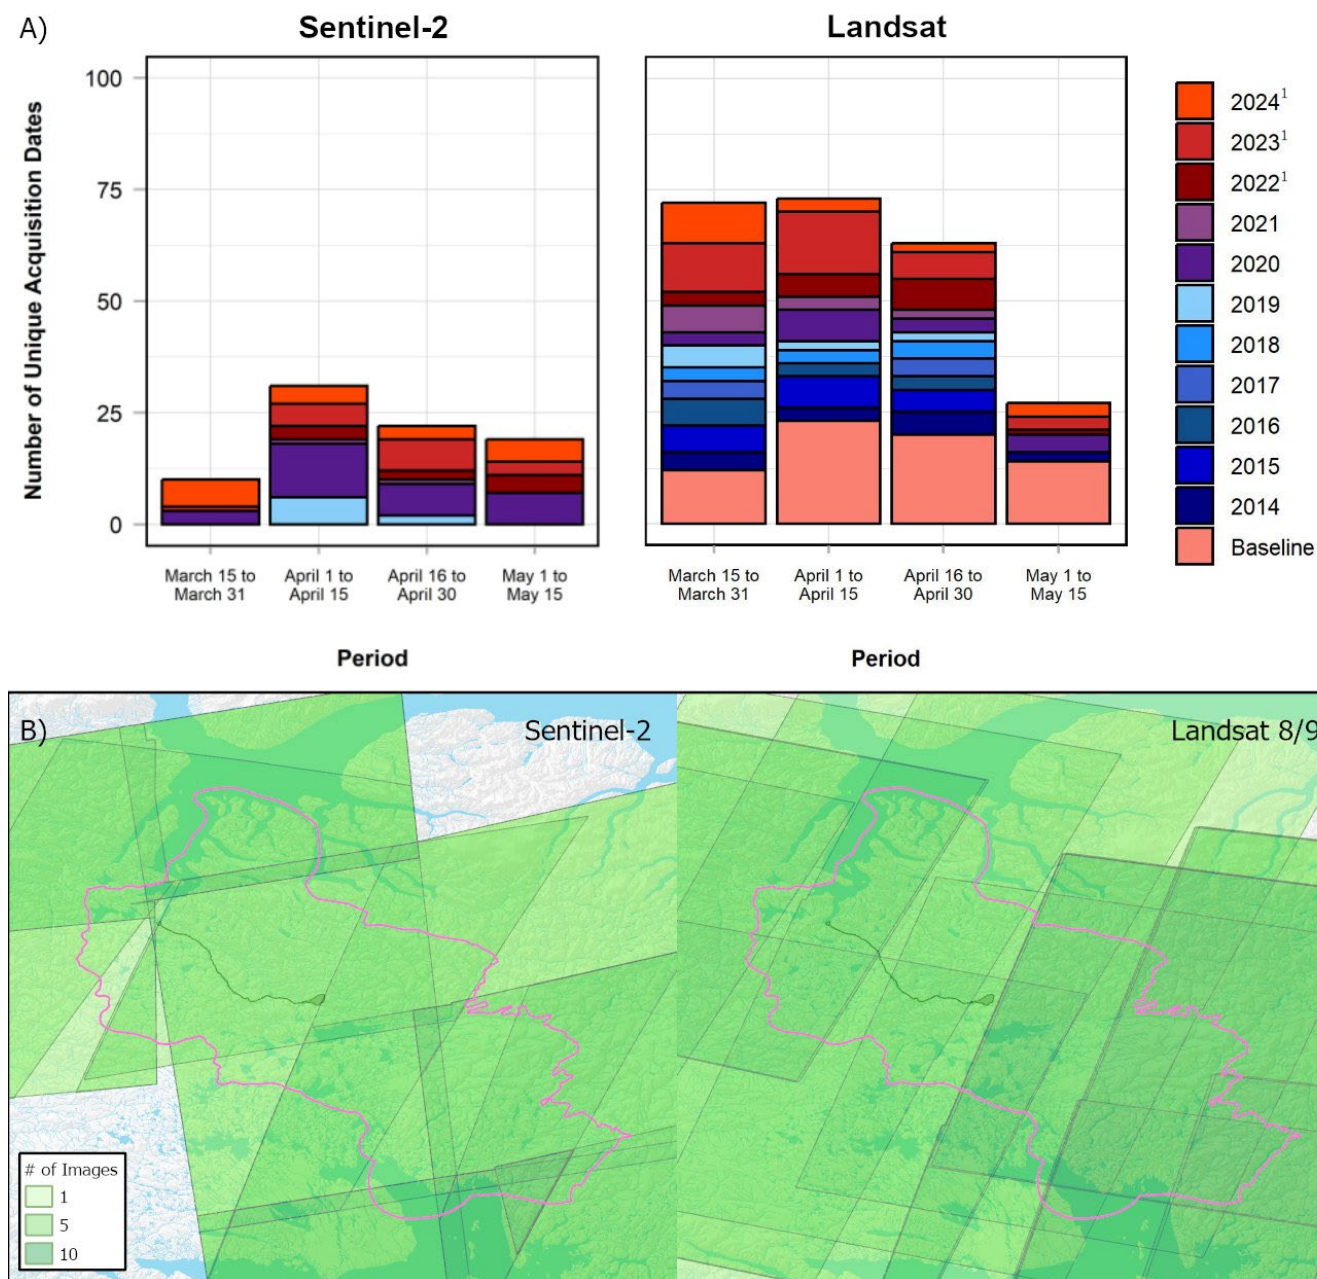 A)
Sentinel-2
Landsat
Number of Unique Acquisition Dates
100
75
50
25
0
March 15 to
March 31
April 1 to
April 15
April 16 to
April 30
May 1 to
May 15
March 15 to
March 31
April 1 to
April 15
April 16 to
April 30
May 1 to
May 15
Period
Period
2024¹
2023¹
2022¹
2021
2020
2019
2018
2017
2016
2015
2014
Baseline
B)
Sentinel-2
Landsat 8/9
# of Images
1
5
10